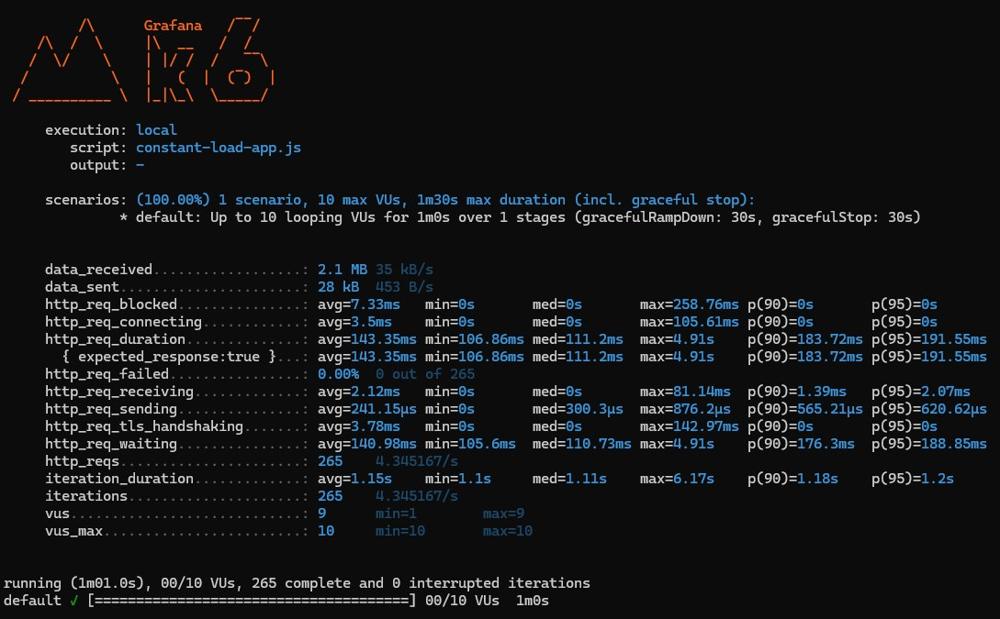 Grafana
execution: local
script: constant-load-app.js
output: -
scenarios: (100.00%) 1 scenario, 10 max VUs, 1m30s max duration (incl. graceful stop):
* default: Up to 10 looping VUs for 1m0s over 1 stages (gracefulRampDown: 30s, gracefulStop: 30s)
data_received..................: 2.1 MB 35 kB/s
data_sent......................: 28 kB 453 B/s
http_req_blocked...............: avg=7.33ms min=0s med=0s max=258.76ms p(90)=0s p(95)=0s
http_req_connecting............: avg=3.5ms min=0s med=0s max=105.61ms p(90)=0s p(95)=0s
http_req_duration..............: avg=143.35ms min=106.86ms med=111.2ms max=4.91s p(90)=183.72ms p(95)=191.55ms
{ expected_response:true }...: avg=143.35ms min=106.86ms med=111.2ms max=4.91s p(90)=183.72ms p(95)=191.55ms
http_req_failed................: 0.00% 0 out of 265
http_req_receiving.............: avg=2.12ms min=0s med=0s max=81.14ms p(90)=1.39ms p(95)=2.07ms
http_req_sending...............: avg=241.15µs min=0s med=300.3µs max=876.2µs p(90)=565.21µs p(95)=620.62µs
http_req_tls_handshaking.......: avg=3.78ms min=0s med=0s max=142.97ms p(90)=0s p(95)=0s
http_req_waiting...............: avg=140.98ms min=105.6ms med=110.73ms max=4.91s p(90)=176.3ms p(95)=188.85ms
http_reqs......................: 265 4.345167/s
iteration_duration.............: avg=1.15s min=1.1s med=1.11s max=6.17s p(90)=1.18s p(95)=1.2s
iterations.....................: 265 4.345167/s
vus............................: 9 min=1 max=9
vus_max........................: 10 min=10 max=10
running (1m01.0s), 00/10 VUs, 265 complete and 0 interrupted iterations
default ✓ [======================================] 00/10 VUs 1m0s